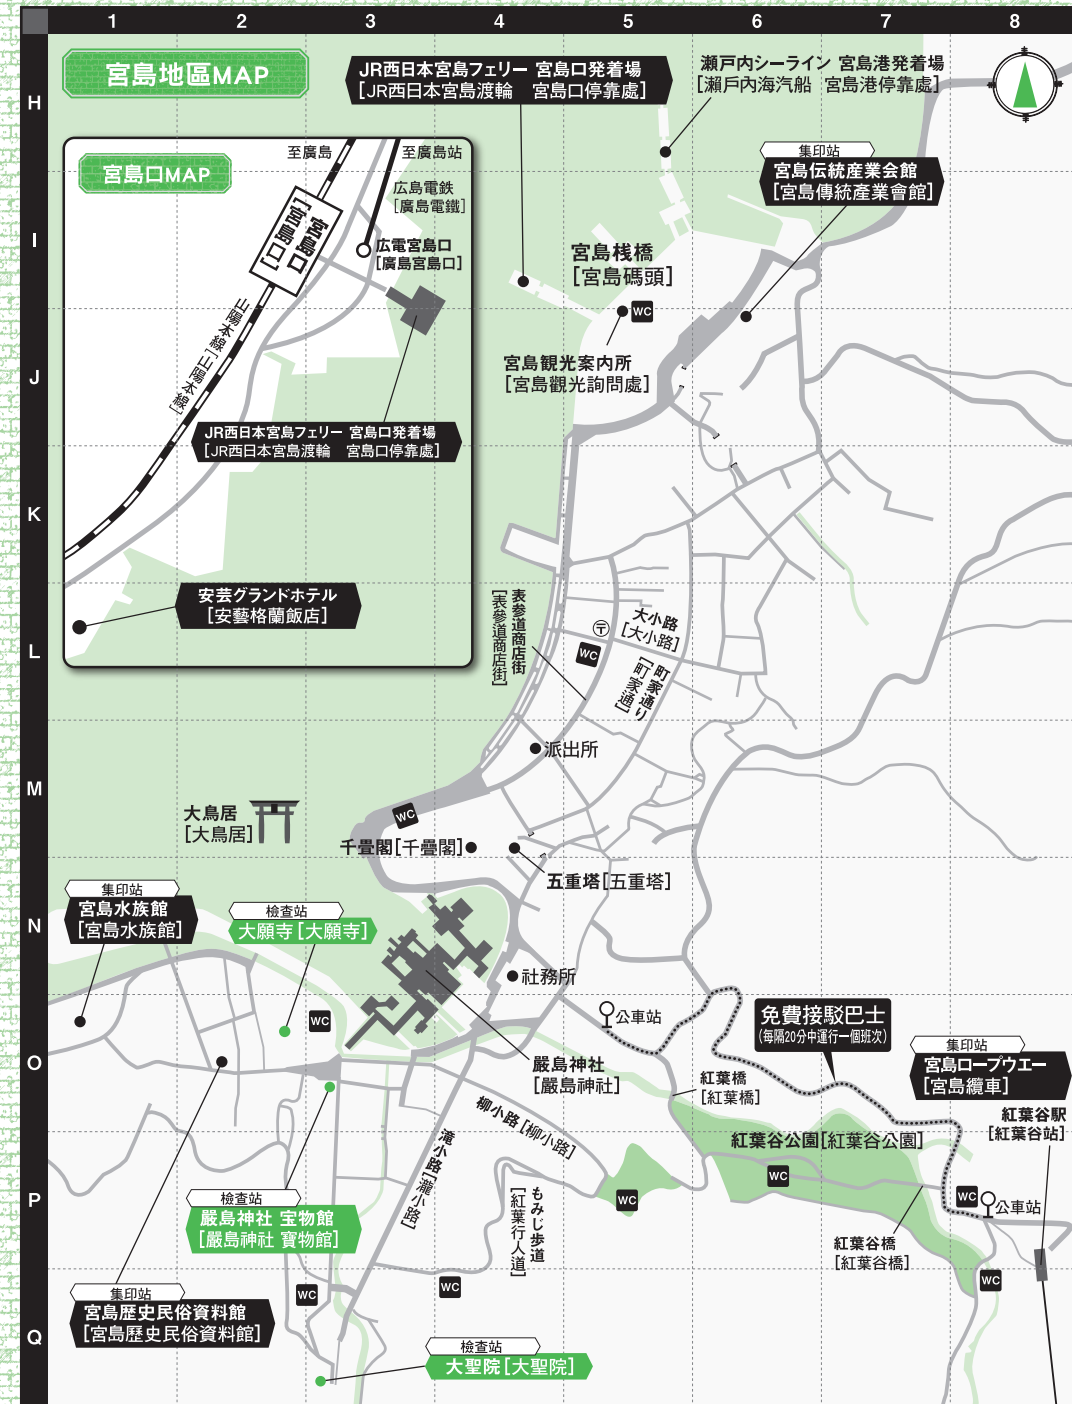 1 2 3 4 5 6 7 8
H
I
J
K
L
M
N
O
P
Q
宮島地區MAP
JR西日本宮島フェリー 宮島口発着場
[JR西日本宮島渡輪 宮島口停靠處]
瀬戸内シーライン 宮島港発着場
[瀨戶內海汽船 宮島港停靠處]
集印站
宮島伝統産業会館
[宮島傳統產業會館]
宮島口MAP
至廣島
至廣島站
広島電鉄
[廣島電鐵]
宮島口
[宮島口]
広電宮島口
[廣島宮島口]
山陽本線[山陽本線]
JR西日本宮島フェリー 宮島口発着場
[JR西日本宮島渡輪 宮島口停靠處]
安芸グランドホテル
[安藝格蘭飯店]
宮島桟橋
[宮島碼頭]
WC
宮島観光案内所
[宮島觀光詢問處]
表参道商店街
[表參道商店街]
〒
WC
大小路
[大小路]
町家通り
[町家通]
派出所
大鳥居
[大鳥居]
WC
千畳閣[千疊閣]
五重塔[五重塔]
集印站
宮島水族館
[宮島水族館]
檢查站
大願寺[大願寺]
社務所
WC
公車站
免費接駁巴士
(每隔20分中運行一個班次)
集印站
宮島ロープウエー
[宮島纜車]
嚴島神社
[嚴島神社]
紅葉橋
[紅葉橋]
紅葉谷駅
[紅葉谷站]
柳小路[柳小路]
滝小路[瀧小路]
紅葉谷公園[紅葉谷公園]
WC
WC
WC
公車站
檢查站
嚴島神社 宝物館
[嚴島神社 寶物館]
もみじ歩道
[紅葉行人道]
紅葉谷橋
[紅葉谷橋]
WC
WC
WC
集印站
宮島歴史民俗資料館
[宮島歷史民俗資料館]
檢查站
大聖院[大聖院]